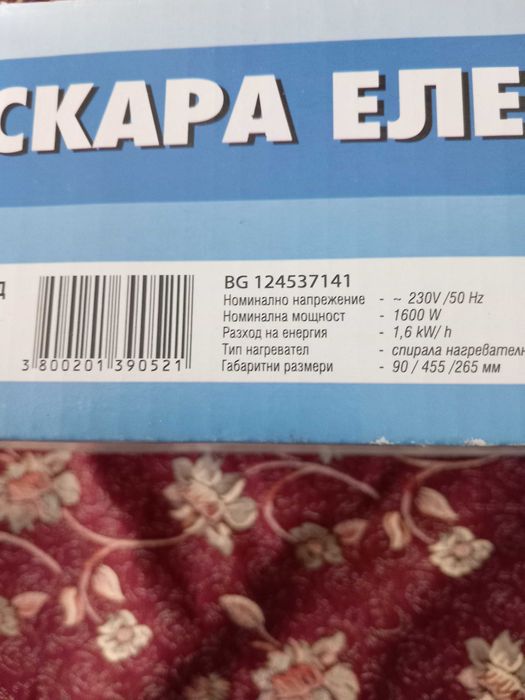 СКАРА ЕЛЕ
д
BG 124537141
Номинално напрежение - ~ 230V /50 Hz
Номинална мощност - 1600 W
Разход на енергия - 1,6 kW/ h
Тип нагревател - спирала нагревателн
Габаритни размери - 90 / 455 /265 мм
3 800201 390521